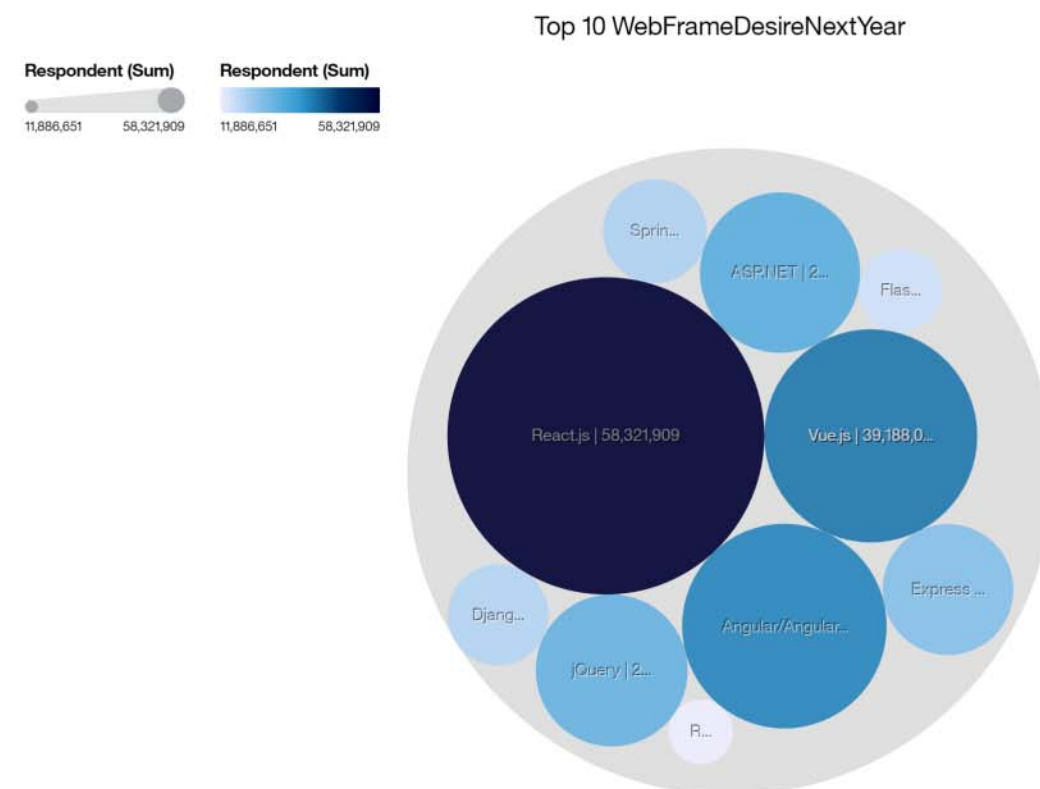 Top 10 WebFrameDesireNextYear
Respondent (Sum)
11,886,651 58,321,909
Respondent (Sum)
11,886,651 58,321,909
Sprin...
ASP.NET | 2...
Flas...
React.js | 58,321,909
Vue.js | 39,188,0...
Express ...
Djang...
Angular/Angular...
jQuery | 2...
R...